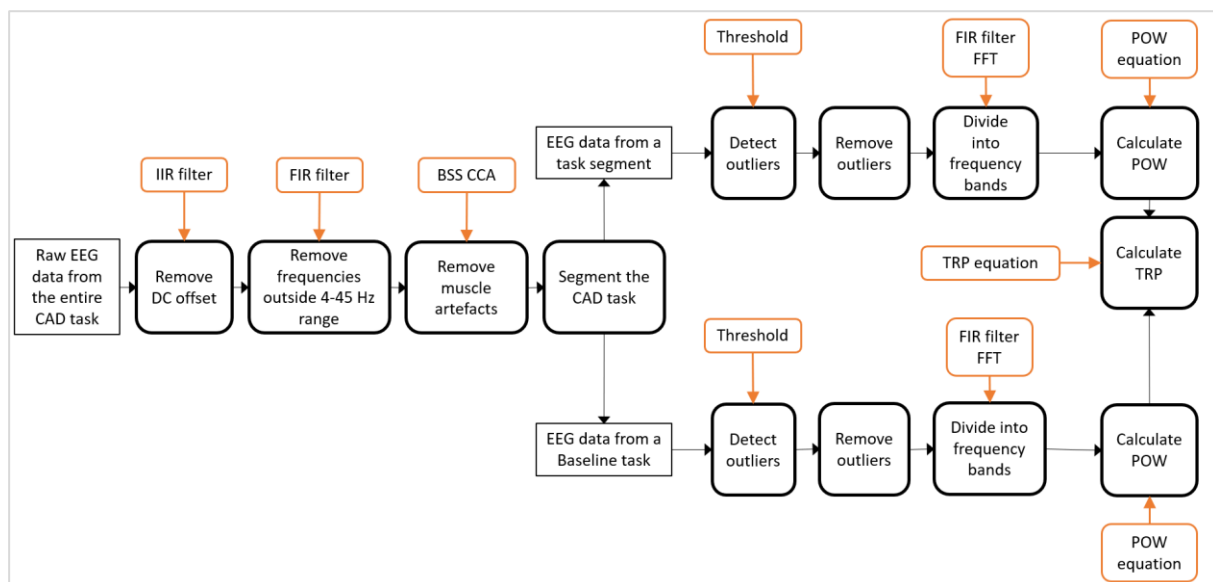 Threshold
FIR filter
FFT
POW
equation
EEG data from a
task segment
Detect
outliers
Remove
outliers
Divide
into
frequency
bands
Calculate
POW
IIR filter
FIR filter
BSS CCA
Raw EEG
data from
the entire
CAD task
Remove
DC offset
Remove
frequencies
outside 4-45 Hz
range
Remove
muscle
artefacts
Segment the
CAD task
TRP equation
Calculate
TRP
Threshold
FIR filter
FFT
EEG data from a
Baseline task
Detect
outliers
Remove
outliers
Divide into
frequency
bands
Calculate
POW
POW
equation